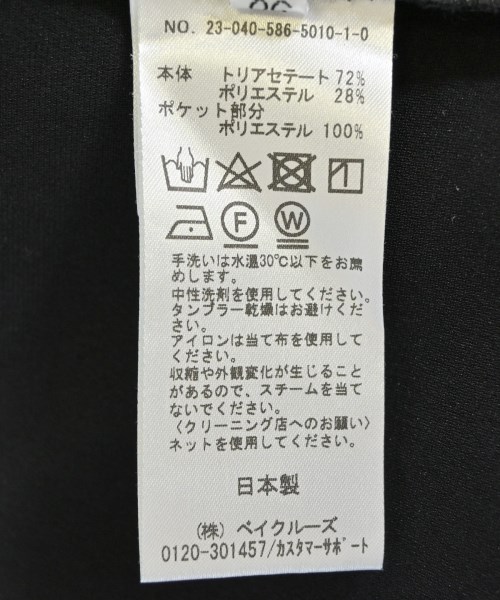 NO. 23-040-586-5010-1-0
本体 トリアセテート 72%
ポリエステル 28%
ポケット部分
ポリエステル 100%
F W
手洗いは水温30℃以下をお薦
めします。
中性洗剤を使用してください。
タンブラー乾燥はお避けくだ
さい。
アイロンは当て布を使用して
ください。
収縮や外観変化が生じること
があるので、スチームを当て
ないでください。
〈クリーニング店へのお願い〉
ネットを使用してください。
日本製
(株) ベイクルーズ
0120-301457/カスタマーサポート